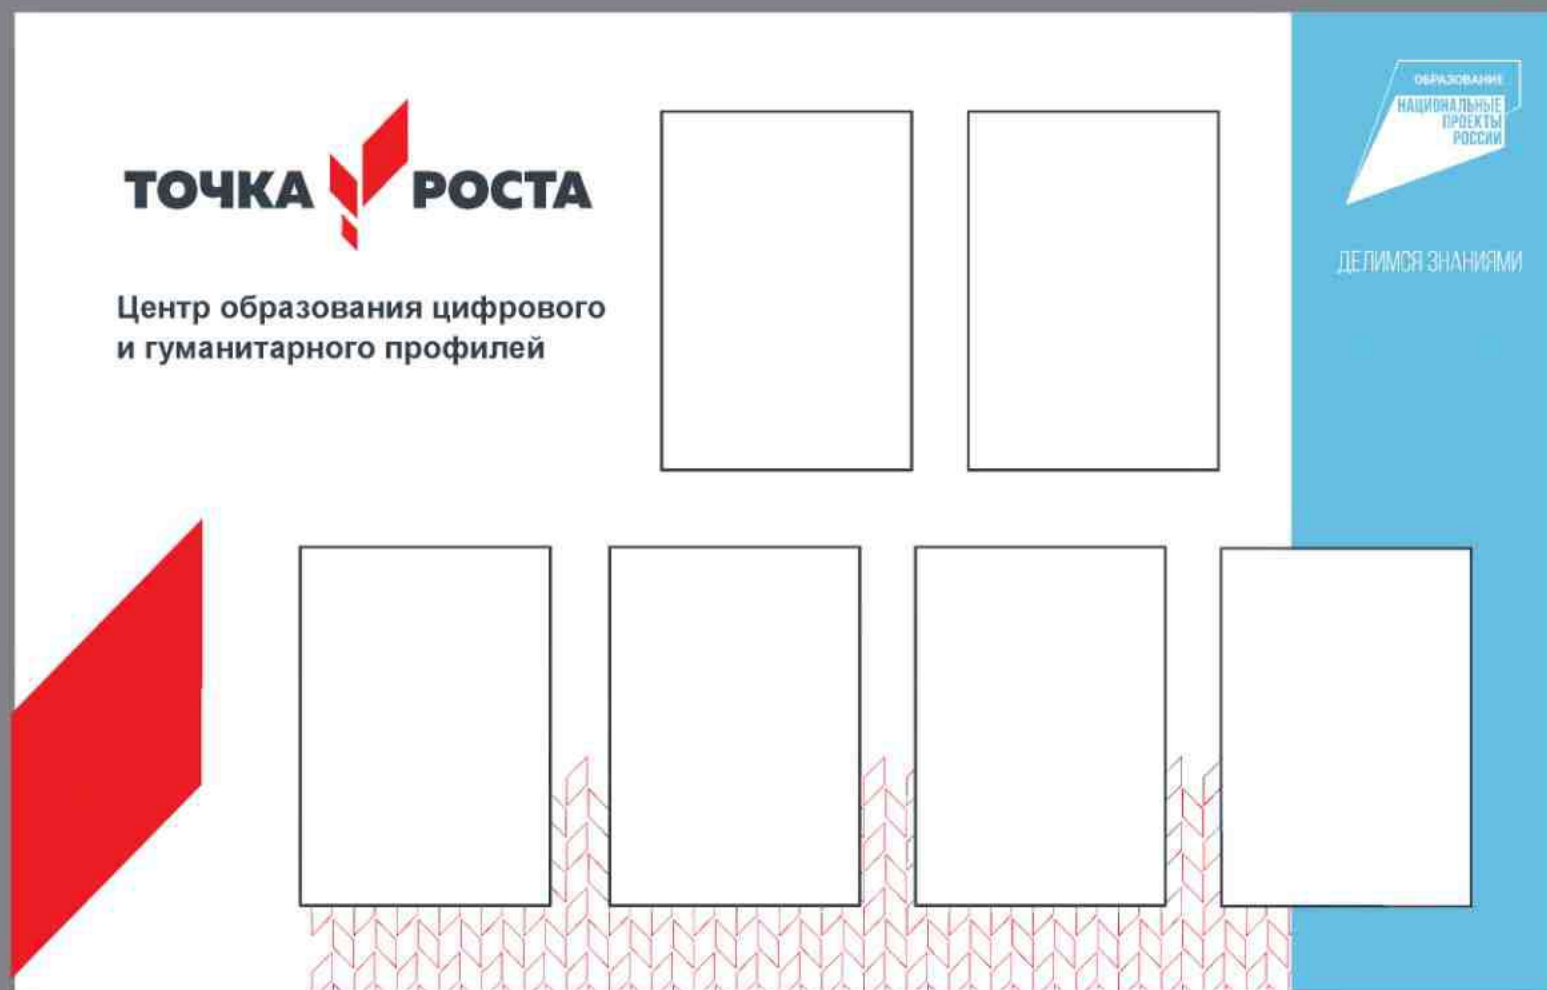 ТОЧКА РОСТА
Центр образования цифрового
и гуманитарного профилей
ОБРАЗОВАНИЕ
НАЦИОНАЛЬНЫЕ
ПРОЕКТЫ
РОССИИ
ДЕЛИМСЯ ЗНАНИЯМИ